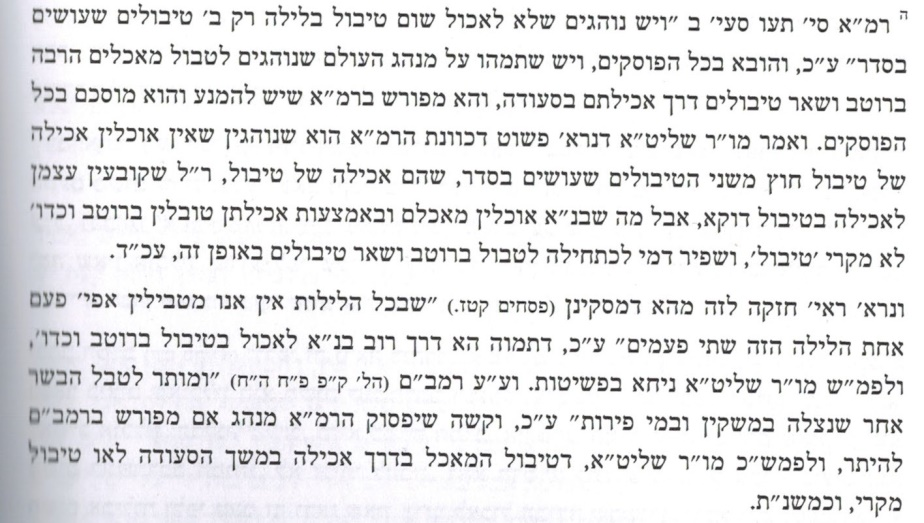 ה רמ״א סי׳ תעו סעי׳ ב ״ויש נוהגים שלא לאכול שום טיבול בלילה רק ב׳ טיבולים שעושים
בסדר״ ע״כ, והובא בכל הפוסקים, ויש שתמהו על מנהג העולם שנוהגים לטבול מאכלים הרבה
ברוטב ושאר טיבולים דרך אכילתם בסעודה, והא מפורש ברמ״א שיש להמנע והוא מוסכם בכל
הפוסקים. ואמר מו״ר שליט״א דנרא׳ פשוט דכוונת הרמ״א הוא שנוהגין שאין אוכלין אכילה
של טיבול חוץ משני הטיבולים שעושים בסדר, שהם אכילה של טיבול, ר״ל שקובעין עצמן
לאכילה בטיבול דוקא, אבל מה שבנ״א אוכלין מאכלם ובאמצעות אכילתן טובלין ברוטב וכדו׳
לא מקרי ׳טיבול׳, ושפיר דמי לכתחילה לטבול ברוטב ושאר טיבולים באופן זה, עכ״ד.
ונרא׳ ראי׳ חזקה לזה מהא דמסקינן (פסחים קטז.) ״שבכל הלילות אין אנו מטבילין אפי׳ פעם
אחת הלילה הזה שתי פעמים״ ע״כ, דתמוה הא דרך רוב בנ״א לאכול בטיבול ברוטב וכדו׳,
ולפמ״ש מו״ר שליט״א ניחא בפשיטות. וע״ע רמב״ם (הל׳ ק״פ פ״ח ה״ח) ״ומותר לטבל הבשר
אחר שנצלה במשקין ובמי פירות״ ע״כ, וקשה שיפסוק הרמ״א מנהג אם מפורש ברמב״ם
להיתר, ולפמש״כ מו״ר שליט״א, דטיבול המאכל בדרך אכילה במשך הסעודה לאו טיבול
מקרי, וכמשנ״ת.